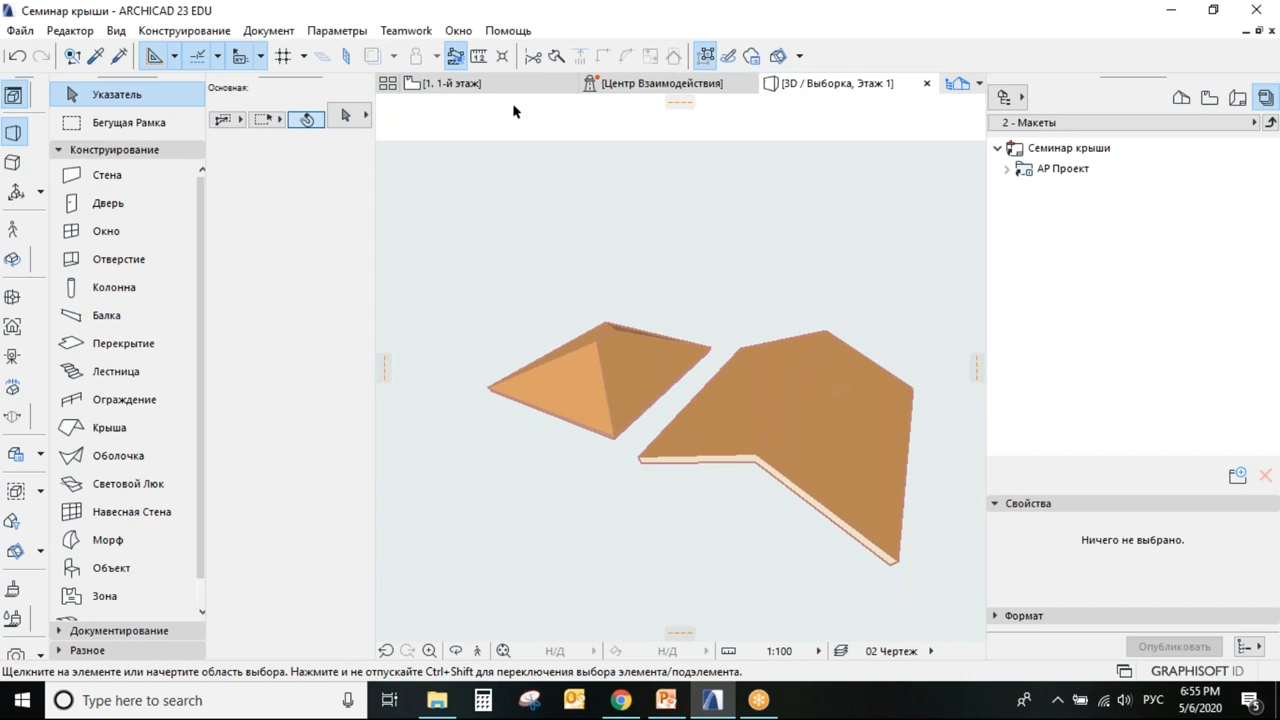 Семинар крыши - ARCHICAD 23 EDU
Файл Редактор Вид Конструирование Документ Параметры Teamwork Окно Помощь
Указатель
Бегущая Рамка
Конструирование
Стена
Дверь
Окно
Отверстие
Колонна
Балка
Перекрытие
Лестница
Ограждение
Крыша
Оболочка
Световой Люк
Навесная Стена
Морф
Объект
Зона
Документирование
Разное
Основная:
[1. 1-й этаж]
[Центр Взаимодействия]
[3D / Выборка, Этаж 1]
2 - Макеты
Семинар крыши
АР Проект
Свойства
Ничего не выбрано.
Формат
Опубликовать
Н/Д Н/Д 1:100 02 Чертеж
Щелкните на элементе или начертите область выбора. Нажмите и не отпускайте Ctrl+Shift для переключения выбора элемента/подэлемента.
GRAPHISOFT ID
Type here to search
РУС
6:55 PM
5/6/2020
5